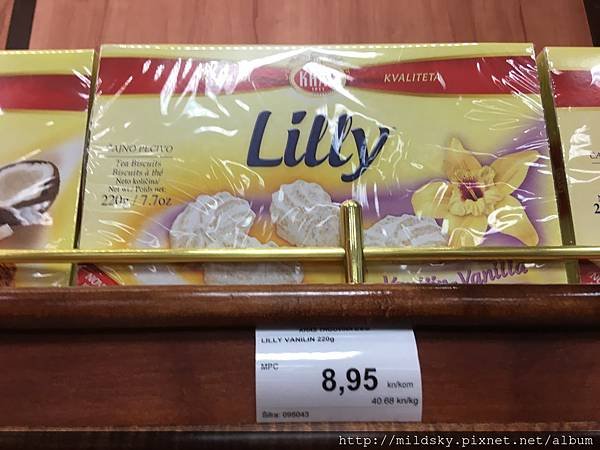 KRAŠ
KVALITETA
Lilly
ČAJNO PECIVO
Tea Biscuits
Biscuits à thé
Neto količina:
Net wt./Poids net:
220g / 7.7oz
Vanilin-Vanilla
LILLY VANILIN 220g
MPC
8,95 kn/kom
40.68 kn/kg
Šifra: 095043
http://mildsky.pixnet.net/album